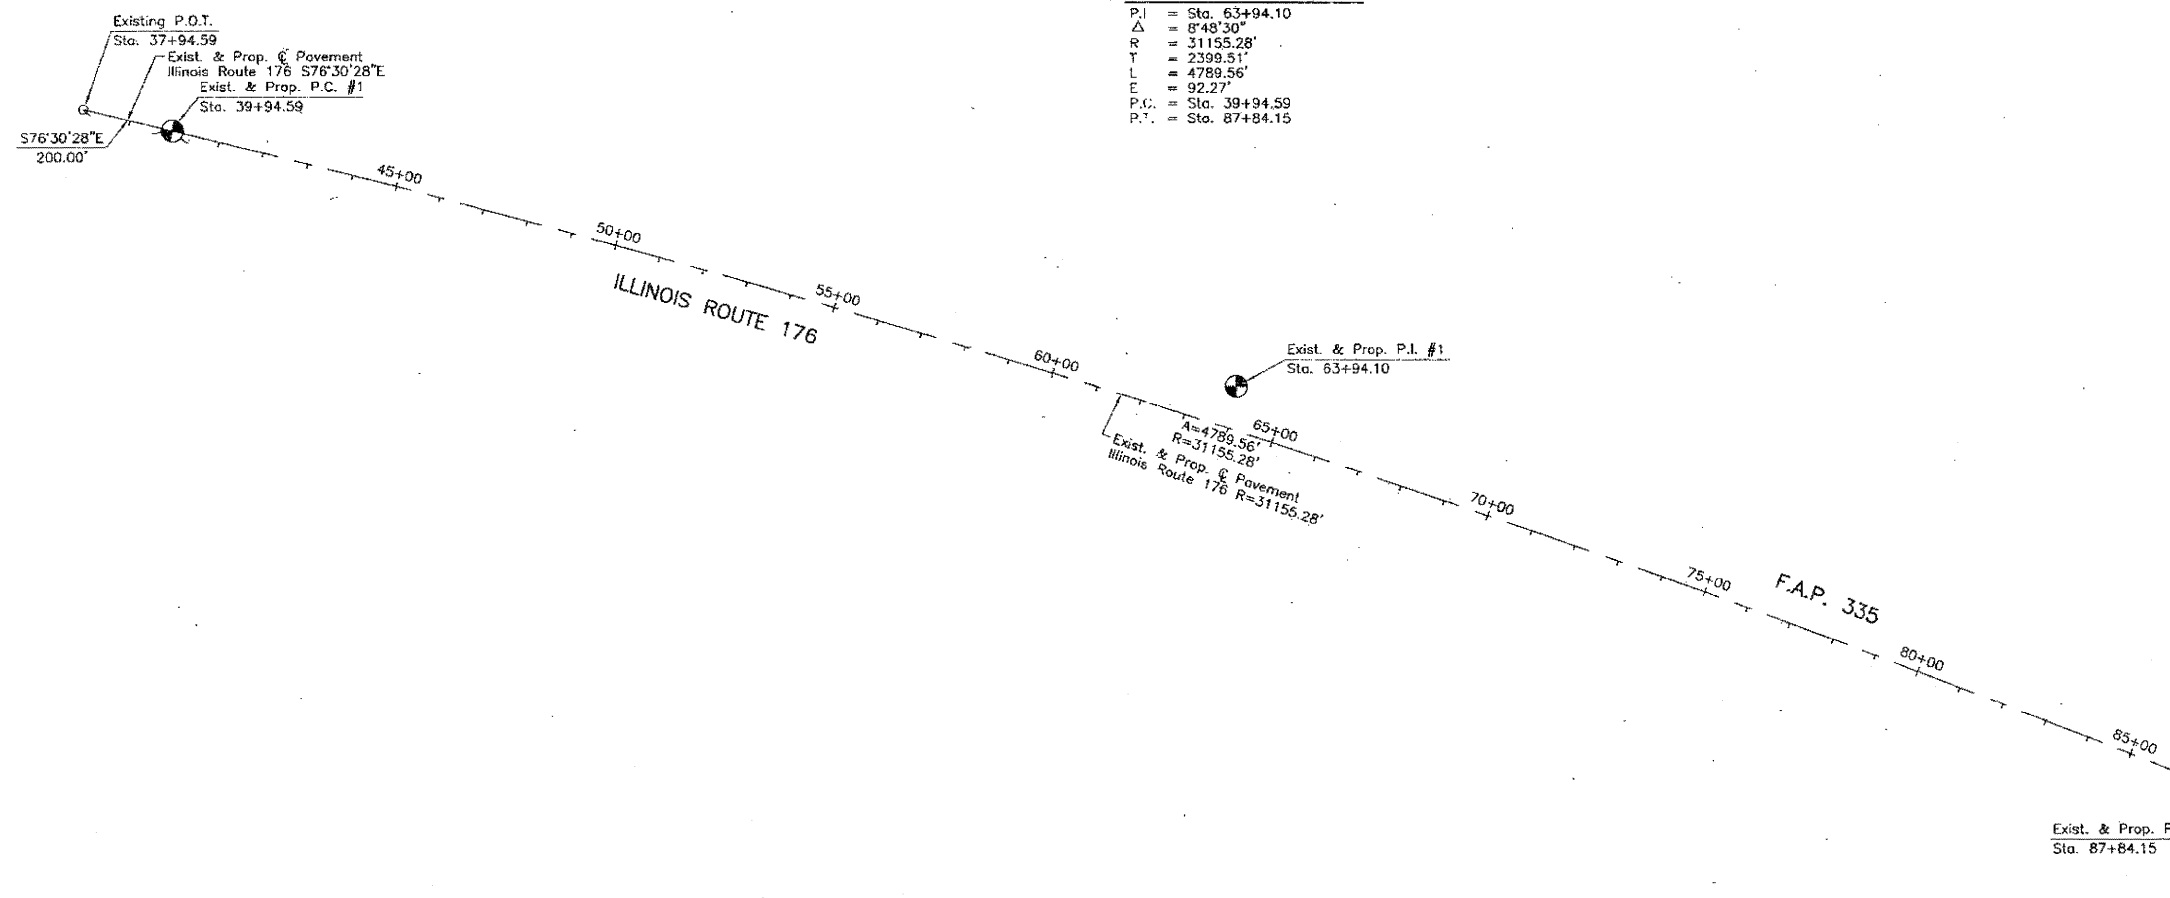 Existing P.O.T.
Sta. 37+94.59
Exist. & Prop. ℄ Pavement
Illinois Route 176 S76°30'28"E
Exist. & Prop. P.C. #1
Sta. 39+94.59
S76°30'28"E
200.00'
P.I = Sta. 63+94.10
Δ = 8°48'30"
R = 31155.28'
T = 2399.51'
L = 4789.56'
E = 92.27'
P.C. = Sta. 39+94.59
P.T. = Sta. 87+84.15
45+00
50+00
ILLINOIS ROUTE 176
55+00
60+00
Exist. & Prop. P.I. #1
Sta. 63+94.10
65+00
A=4789.56'
R=31155.28'
Exist. & Prop. ℄ Pavement
Illinois Route 176 R=31155.28'
70+00
75+00
F.A.P. 335
80+00
85+00
Exist. & Prop. P
Sta. 87+84.15